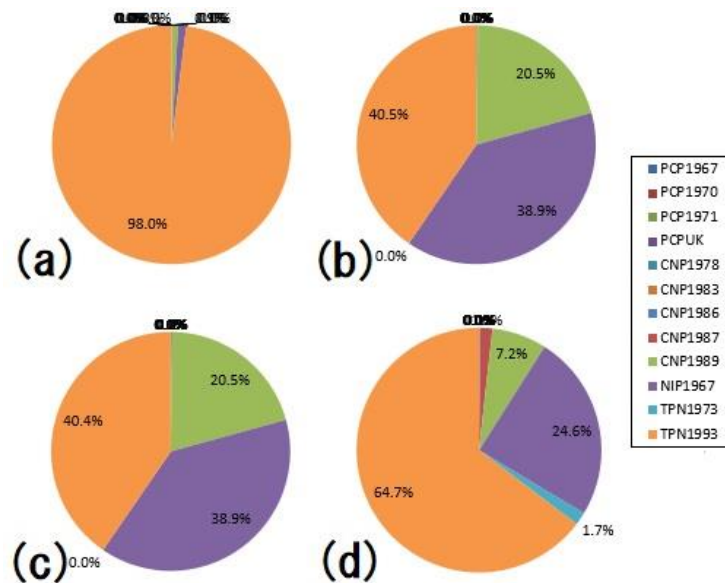 98.0%
(a)
0.0%
20.5%
40.5%
38.9%
0.0%
(b)
20.5%
40.4%
38.9%
0.0%
(c)
7.2%
24.6%
64.7%
1.7%
(d)
PCP1967
PCP1970
PCP1971
PCPUK
CNP1978
CNP1983
CNP1986
CNP1987
CNP1989
NIP1967
TPN1973
TPN1993